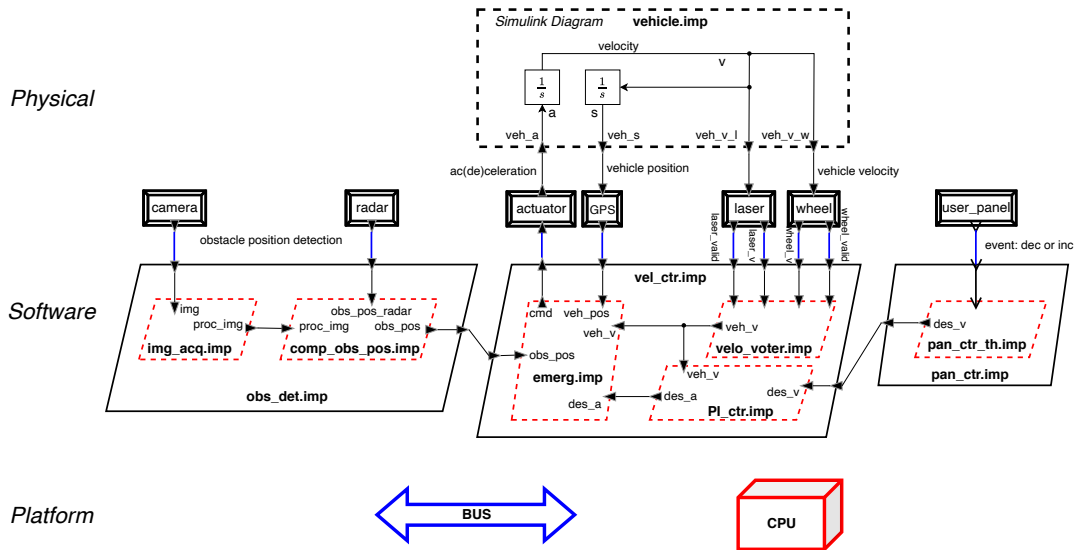 Simulink Diagram vehicle.imp
velocity
v
1
s
1
s
a
s
Physical
veh_a
veh_s
veh_v_l
veh_v_w
ac(de)celeration
vehicle position
vehicle velocity
camera
radar
actuator
GPS
laser
wheel
user_panel
obstacle position detection
laser_valid
laser_v
wheel_v
wheel_valid
event: dec or inc
vel_ctr.imp
Software
img
proc_img
img_acq.imp
obs_pos_radar
proc_img
obs_pos
comp_obs_pos.imp
obs_det.imp
cmd
veh_pos
veh_v
obs_pos
emerg.imp
des_a
veh_v
velo_voter.imp
veh_v
des_a
des_v
PI_ctr.imp
des_v
pan_ctr_th.imp
pan_ctr.imp
Platform
BUS
CPU